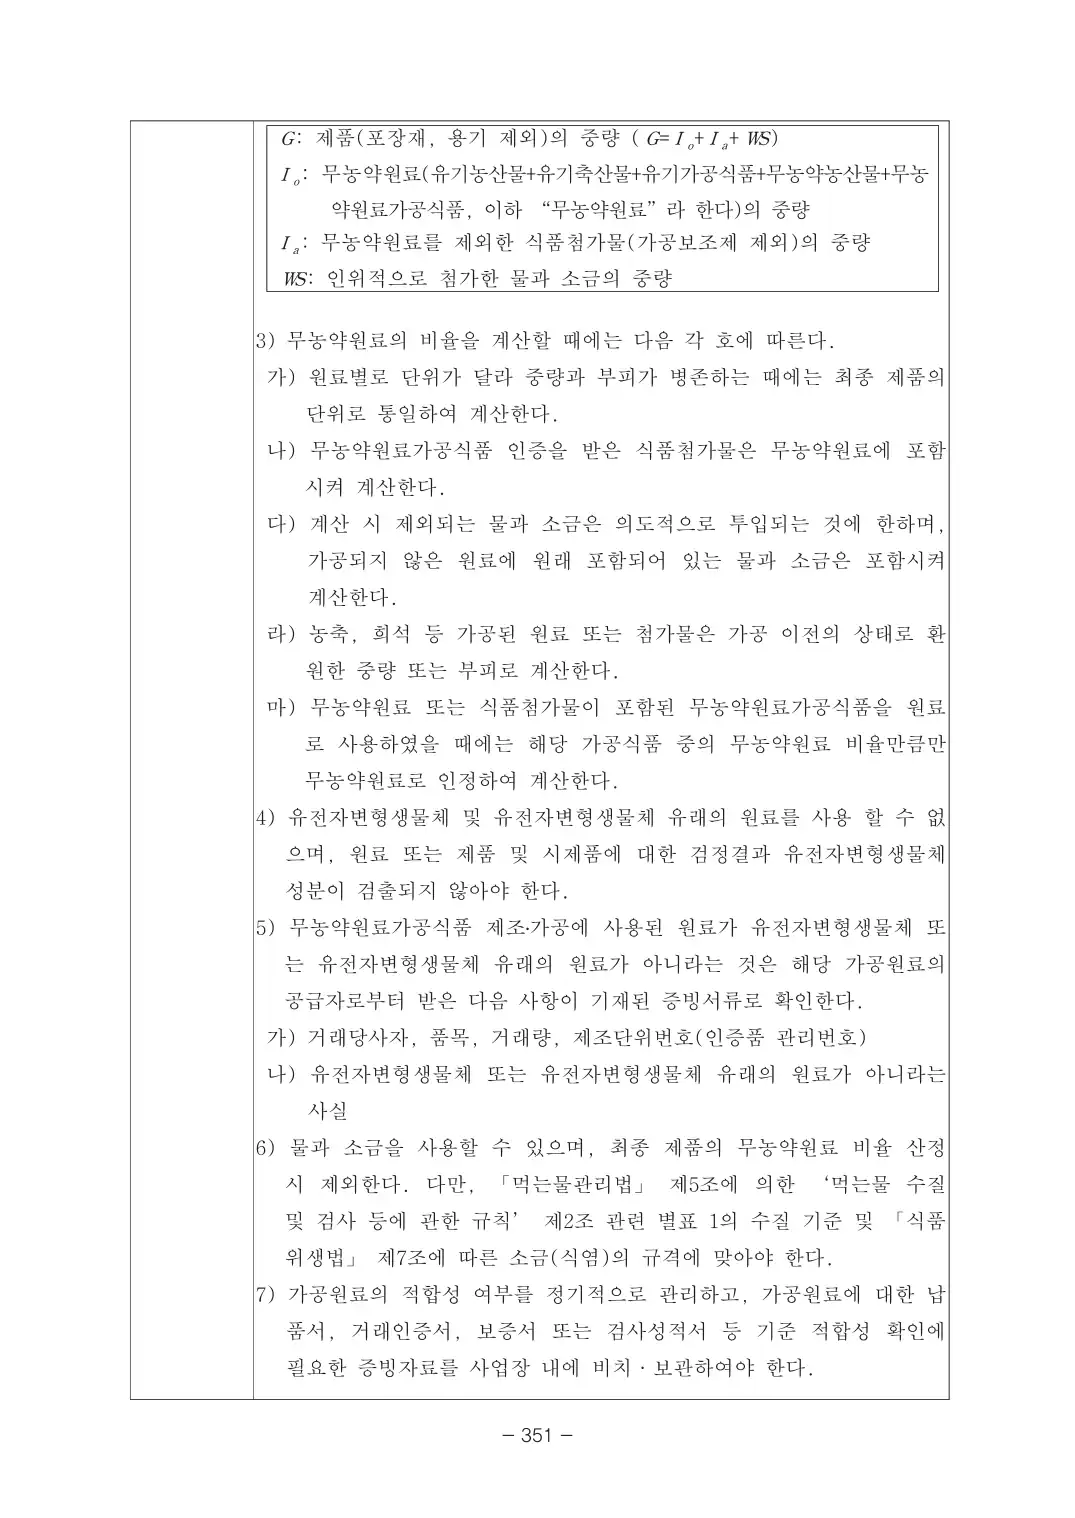 G: 제품(포장재, 용기 제외)의 중량 ( G=Io+Ia+WS)
Io: 무농약원료(유기농산물+유기축산물+유기가공식품+무농약농산물+무농
약원료가공식품, 이하 “무농약원료”라 한다)의 중량
Ia: 무농약원료를 제외한 식품첨가물(가공보조제 제외)의 중량
WS: 인위적으로 첨가한 물과 소금의 중량
3) 무농약원료의 비율을 계산할 때에는 다음 각 호에 따른다.
가) 원료별로 단위가 달라 중량과 부피가 병존하는 때에는 최종 제품의
단위로 통일하여 계산한다.
나) 무농약원료가공식품 인증을 받은 식품첨가물은 무농약원료에 포함
시켜 계산한다.
다) 계산 시 제외되는 물과 소금은 의도적으로 투입되는 것에 한하며,
가공되지 않은 원료에 원래 포함되어 있는 물과 소금은 포함시켜
계산한다.
라) 농축, 희석 등 가공된 원료 또는 첨가물은 가공 이전의 상태로 환
원한 중량 또는 부피로 계산한다.
마) 무농약원료 또는 식품첨가물이 포함된 무농약원료가공식품을 원료
로 사용하였을 때에는 해당 가공식품 중의 무농약원료 비율만큼만
무농약원료로 인정하여 계산한다.
4) 유전자변형생물체 및 유전자변형생물체 유래의 원료를 사용 할 수 없
으며, 원료 또는 제품 및 시제품에 대한 검정결과 유전자변형생물체
성분이 검출되지 않아야 한다.
5) 무농약원료가공식품 제조·가공에 사용된 원료가 유전자변형생물체 또
는 유전자변형생물체 유래의 원료가 아니라는 것은 해당 가공원료의
공급자로부터 받은 다음 사항이 기재된 증빙서류로 확인한다.
가) 거래당사자, 품목, 거래량, 제조단위번호(인증품 관리번호)
나) 유전자변형생물체 또는 유전자변형생물체 유래의 원료가 아니라는
사실
6) 물과 소금을 사용할 수 있으며, 최종 제품의 무농약원료 비율 산정
시 제외한다. 다만, 「먹는물관리법」 제5조에 의한 ‘먹는물 수질
및 검사 등에 관한 규칙’ 제2조 관련 별표 1의 수질 기준 및 「식품
위생법」 제7조에 따른 소금(식염)의 규격에 맞아야 한다.
7) 가공원료의 적합성 여부를 정기적으로 관리하고, 가공원료에 대한 납
품서, 거래인증서, 보증서 또는 검사성적서 등 기준 적합성 확인에
필요한 증빙자료를 사업장 내에 비치·보관하여야 한다.
- 351 -